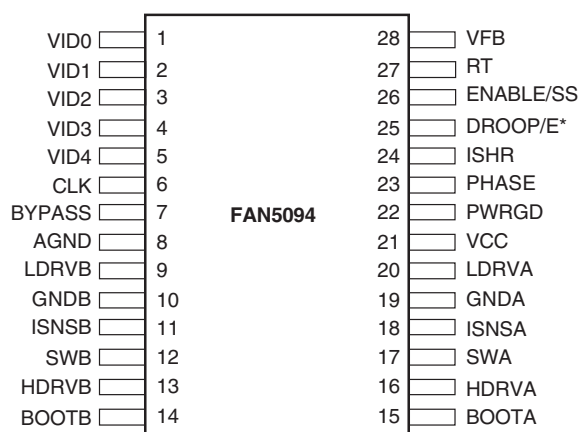 VID0 1 28 VFB
VID1 2 27 RT
VID2 3 26 ENABLE/SS
VID3 4 25 DROOP/E*
VID4 5 24 ISHR
CLK 6 23 PHASE
BYPASS 7 FAN5094 22 PWRGD
AGND 8 21 VCC
LDRVB 9 20 LDRVA
GNDB 10 19 GNDA
ISNSB 11 18 ISNSA
SWB 12 17 SWA
HDRVB 13 16 HDRVA
BOOTB 14 15 BOOTA